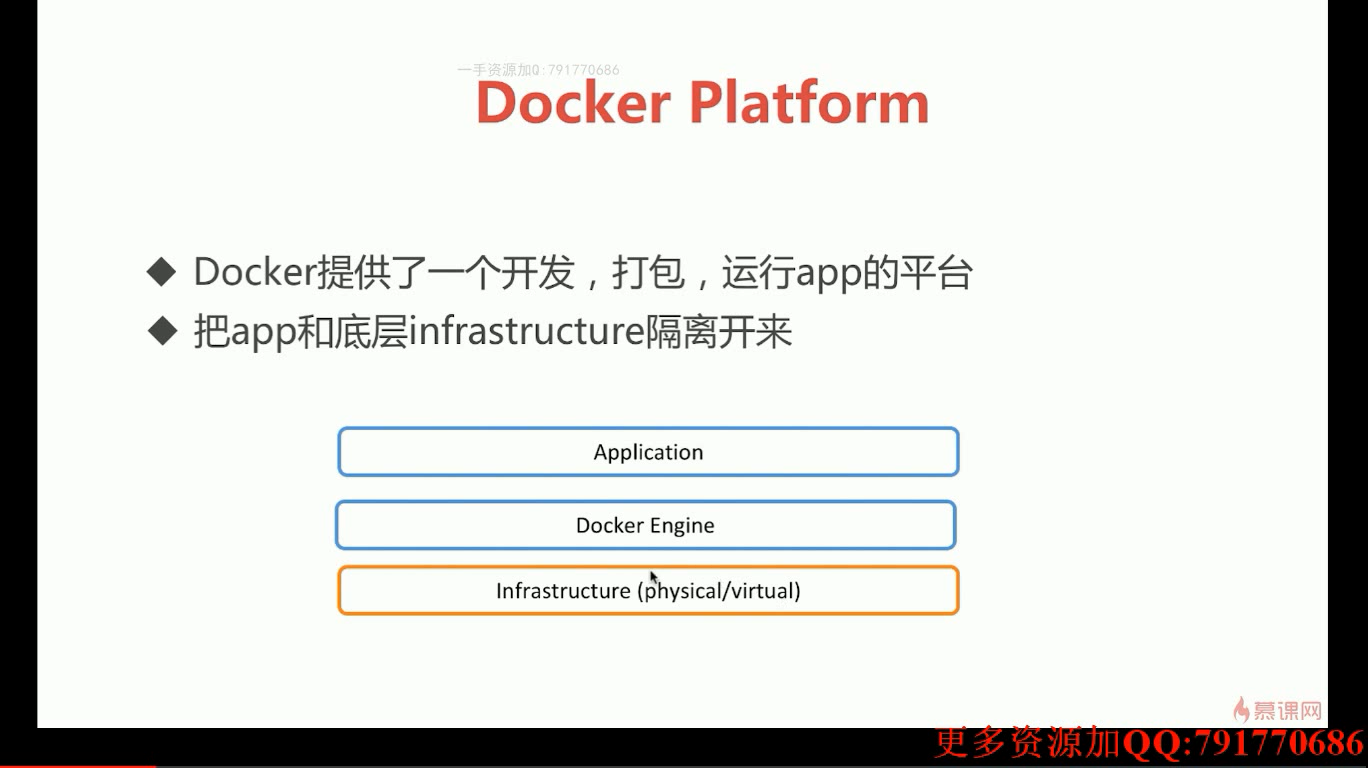 一手资源加Q:791770686
Docker Platform
◆ Docker提供了一个开发，打包，运行app的平台
◆ 把app和底层infrastructure隔离开来
Application
Docker Engine
Infrastructure (physical/virtual)
慕课网
更多资源加QQ:791770686